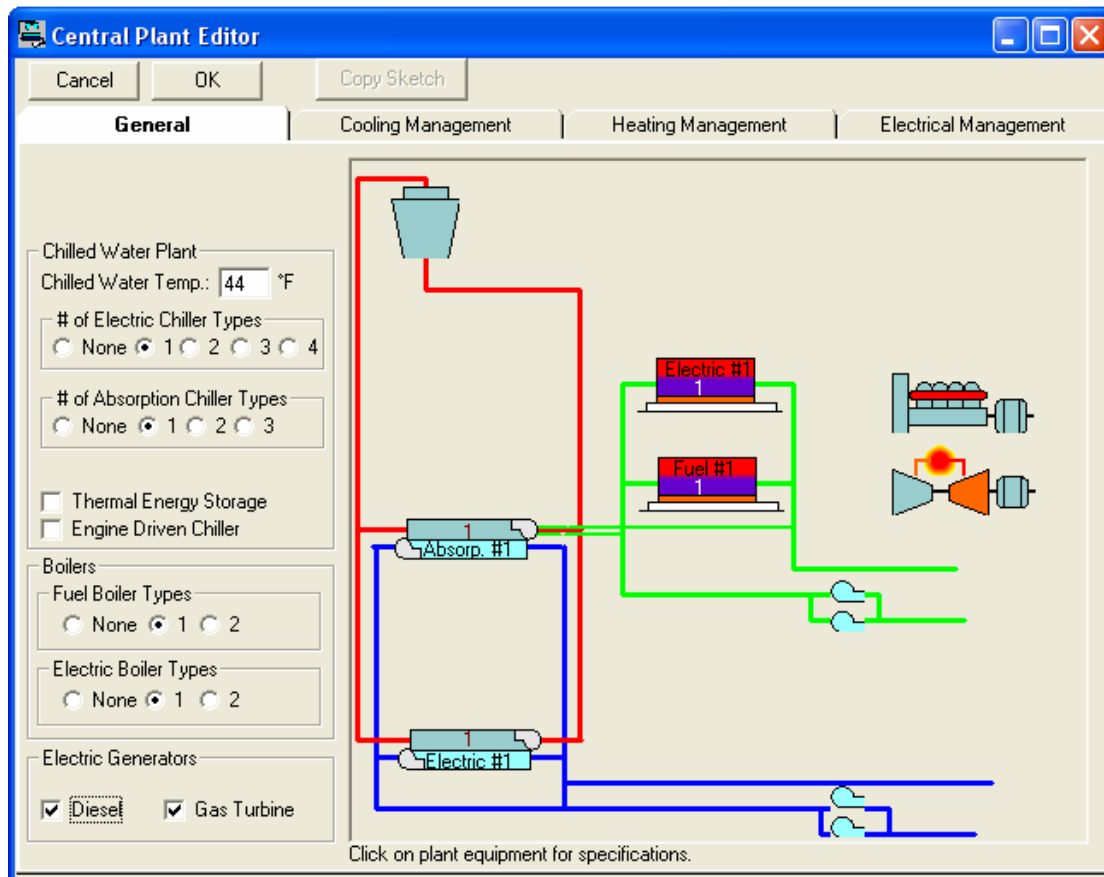 Central Plant Editor
Cancel OK Copy Sketch
General Cooling Management Heating Management Electrical Management
Chilled Water Plant
Chilled Water Temp.: 44 °F
# of Electric Chiller Types
None 1 2 3 4
# of Absorption Chiller Types
None 1 2 3
Thermal Energy Storage
Engine Driven Chiller
Boilers
Fuel Boiler Types
None 1 2
Electric Boiler Types
None 1 2
Electric Generators
Diesel Gas Turbine
Electric #1
1
Fuel #1
1
1
Absorp. #1
1
Electric #1
Click on plant equipment for specifications.